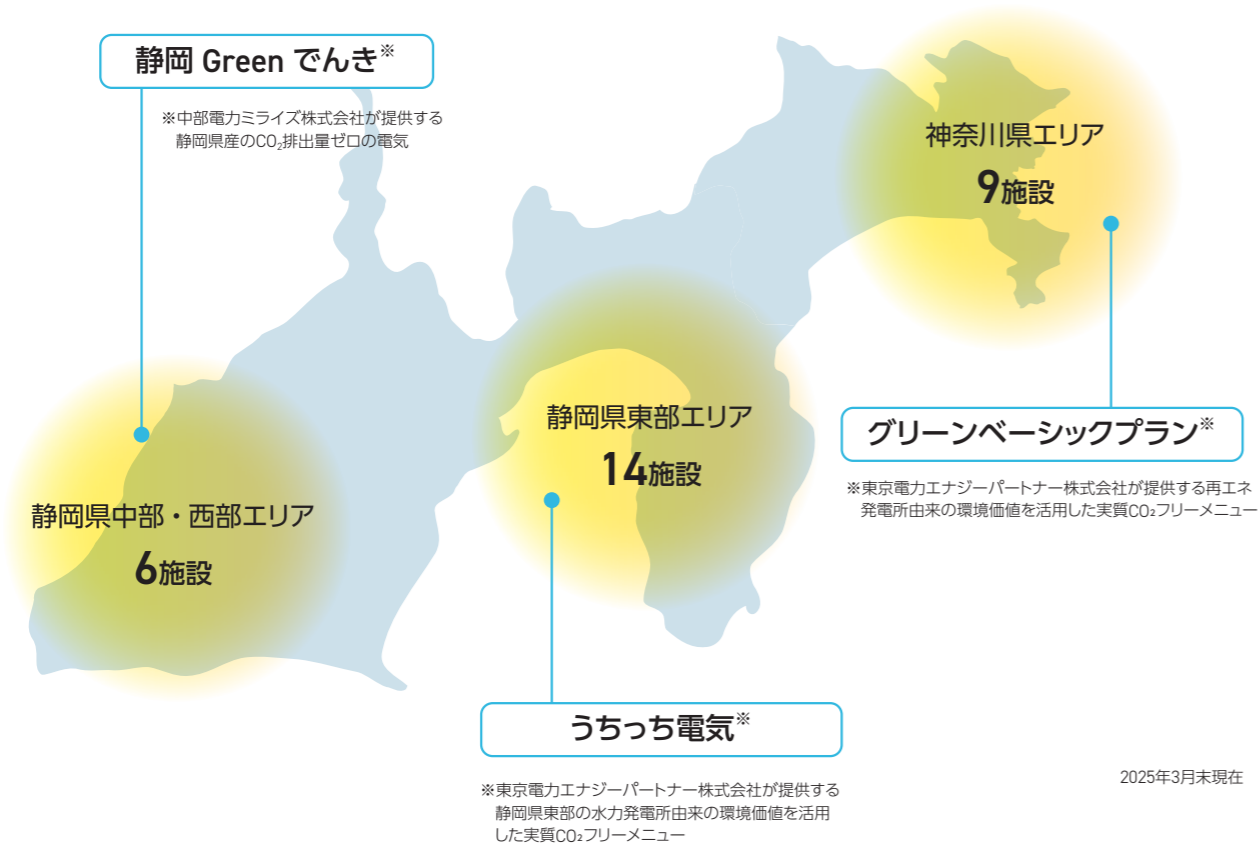 静岡 Green でんき※
※中部電力ミライズ株式会社が提供する
静岡県産のCO₂排出量ゼロの電気
神奈川県エリア
9施設
グリーンベーシックプラン※
※東京電力エナジーパートナー株式会社が提供する再エネ
発電所由来の環境価値を活用した実質CO₂フリーメニュー
静岡県東部エリア
14施設
静岡県中部・西部エリア
6施設
うちっち電気※
※東京電力エナジーパートナー株式会社が提供する
静岡県東部の水力発電所由来の環境価値を活用
した実質CO₂フリーメニュー
2025年3月末現在